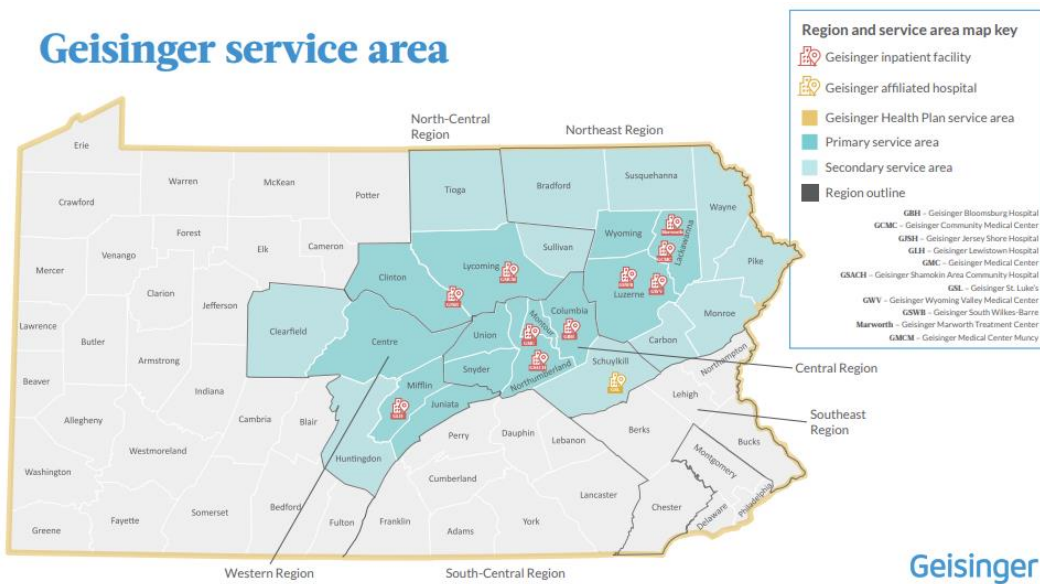 Geisinger service area
Region and service area map key
Geisinger inpatient facility
Geisinger affiliated hospital
Geisinger Health Plan service area
Primary service area
Secondary service area
Region outline
GBH – Geisinger Bloomsburg Hospital
GCMC – Geisinger Community Medical Center
GJSH – Geisinger Jersey Shore Hospital
GLH – Geisinger Lewistown Hospital
GMC – Geisinger Medical Center
GSACH – Geisinger Shamokin Area Community Hospital
GSL – Geisinger St. Luke's
GWV – Geisinger Wyoming Valley Medical Center
GSWB – Geisinger South Wilkes-Barre
Marworth – Geisinger Marworth Treatment Center
GMCM – Geisinger Medical Center Muncy
North-Central
Region
Northeast Region
Erie
Crawford
Warren
McKean
Potter
Tioga
Bradford
Susquehanna
Wayne
Forest
Elk
Cameron
Venango
Mercer
Clarion
Jefferson
Clinton
Lycoming
Sullivan
Wyoming
Lackawanna
Marworth
Pike
Lawrence
Butler
Armstrong
Clearfield
Centre
Union
Montour
Columbia
Luzerne
Monroe
Carbon
Beaver
Indiana
Snyder
Northumberland
Schuylkill
Northampton
Central Region
Allegheny
Cambria
Blair
Mifflin
Juniata
Lehigh
Southeast
Region
Westmoreland
Huntingdon
Perry
Dauphin
Lebanon
Berks
Bucks
Montgomery
Washington
Cumberland
Lancaster
Chester
Delaware
Philadelphia
Greene
Fayette
Somerset
Bedford
Fulton
Franklin
Adams
York
Western Region
South-Central Region
Geisinger